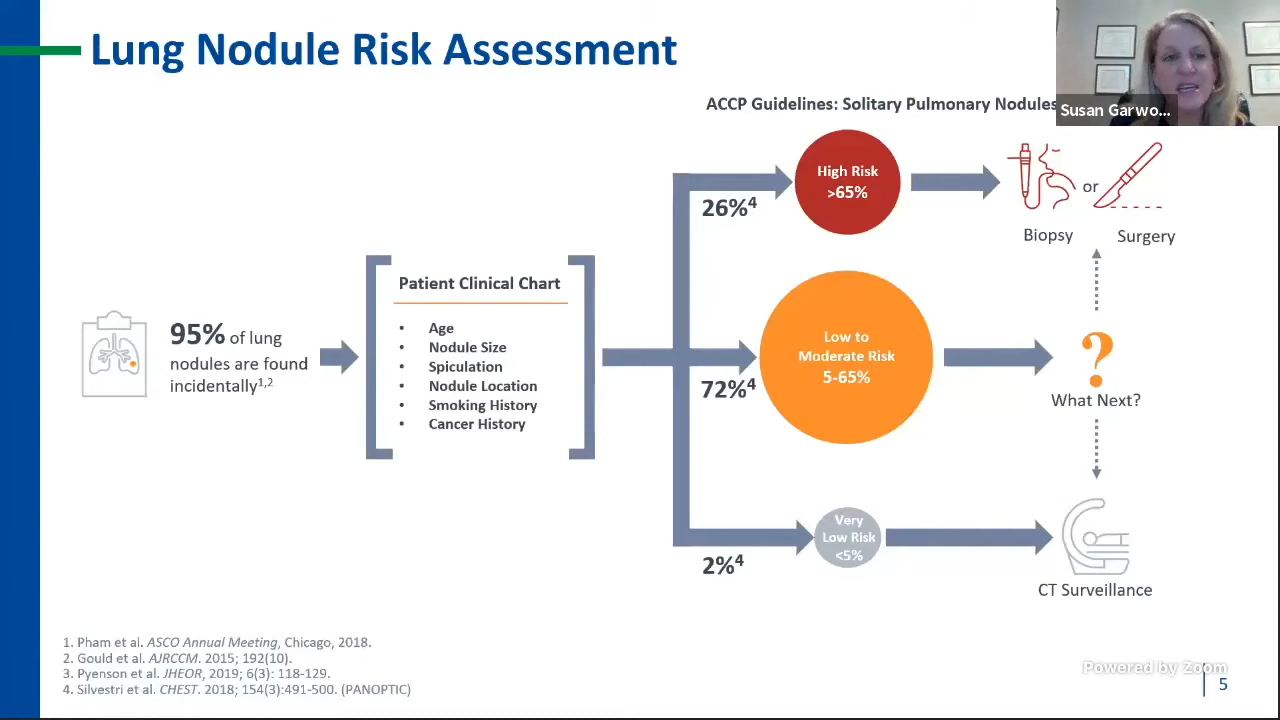 Lung Nodule Risk Assessment
ACCP Guidelines: Solitary Pulmonary Nodules
Susan Garwo...
High Risk
>65%
26%4
or
Biopsy
Surgery
Patient Clinical Chart
• Age
• Nodule Size
• Spiculation
• Nodule Location
• Smoking History
• Cancer History
95% of lung
nodules are found
incidentally1,2
Low to
Moderate Risk
5-65%
72%4
?
What Next?
Very
Low Risk
<5%
2%4
CT Surveillance
1. Pham et al. ASCO Annual Meeting, Chicago, 2018.
2. Gould et al. AJRCCM. 2015; 192(10).
3. Pyenson et al. JHEOR, 2019; 6(3): 118-129.
4. Silvestri et al. CHEST. 2018; 154(3):491-500. (PANOPTIC)
Powered by Zoom
5